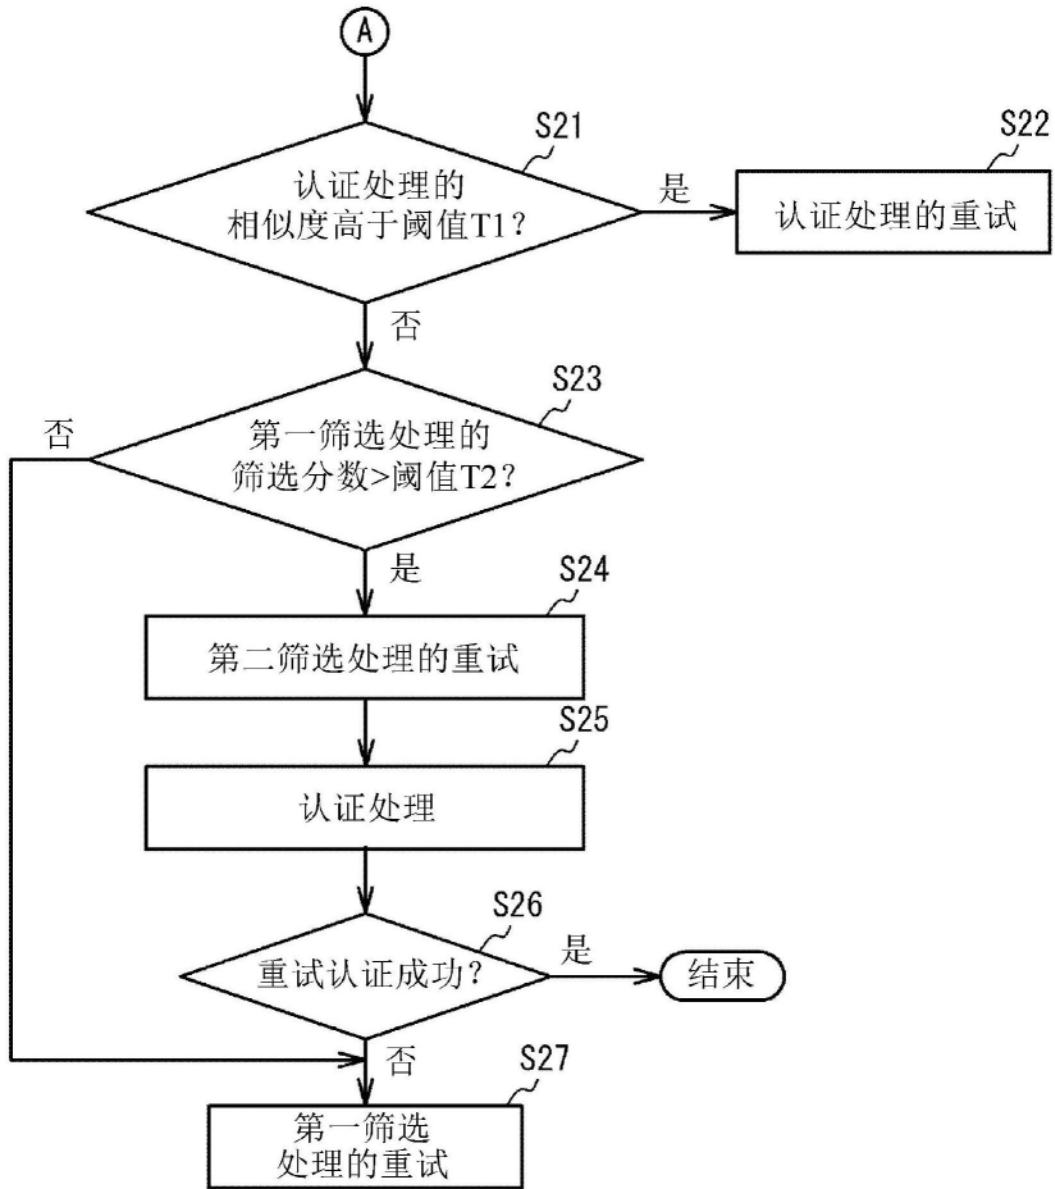 A
S21
认证处理的
相似度高于阈值T1？
是
S22
认证处理的重试
否
S23
第一筛选处理的
筛选分数>阈值T2？
否
是
S24
第二筛选处理的重试
S25
认证处理
S26
重试认证成功？
是
结束
否
S27
第一筛选
处理的重试